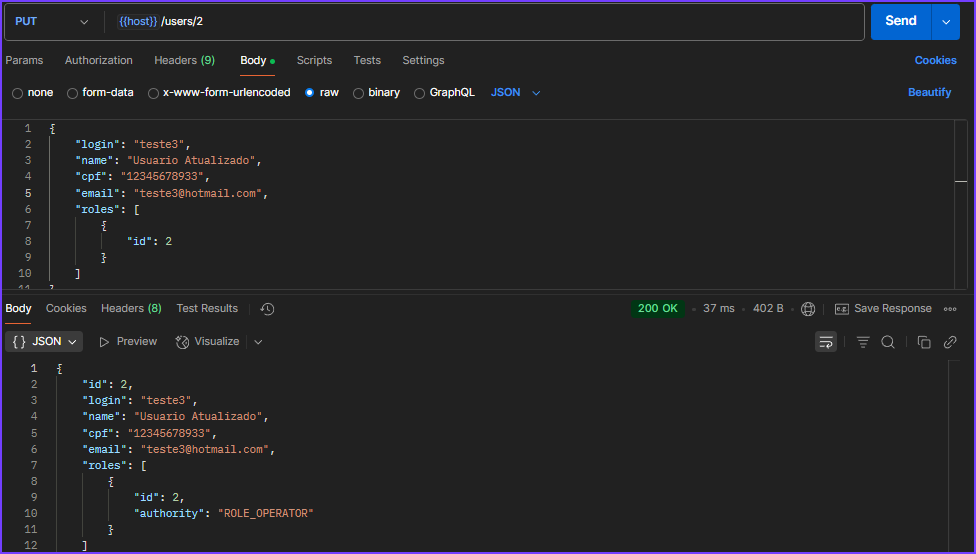 PUT {{host}} /users/2 Send
Params Authorization Headers (9) Body Scripts Tests Settings Cookies
none form-data x-www-form-urlencoded raw binary GraphQL JSON Beautify
1 {
2 "login": "teste3",
3 "name": "Usuario Atualizado",
4 "cpf": "12345678933",
5 "email": "teste3@hotmail.com",
6 "roles": [
7 {
8 "id": 2
9 }
10 ]
11 }
Body Cookies Headers (8) Test Results 200 OK 37 ms 402 B e.g. Save Response
{} JSON Preview Visualize
1 {
2 "id": 2,
3 "login": "teste3",
4 "name": "Usuario Atualizado",
5 "cpf": "12345678933",
6 "email": "teste3@hotmail.com",
7 "roles": [
8 {
9 "id": 2,
10 "authority": "ROLE_OPERATOR"
11 }
12 ]